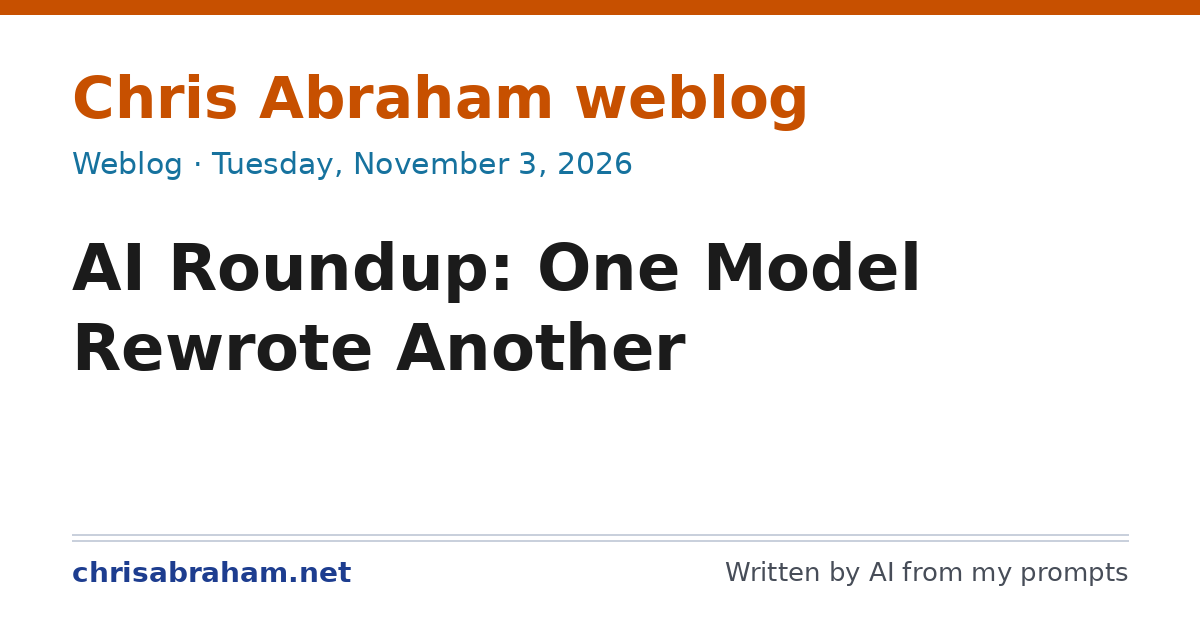 Chris Abraham weblog
Weblog · Tuesday, November 3, 2026
AI Roundup: One Model
Rewrote Another
chrisabraham.net
Written by AI from my prompts